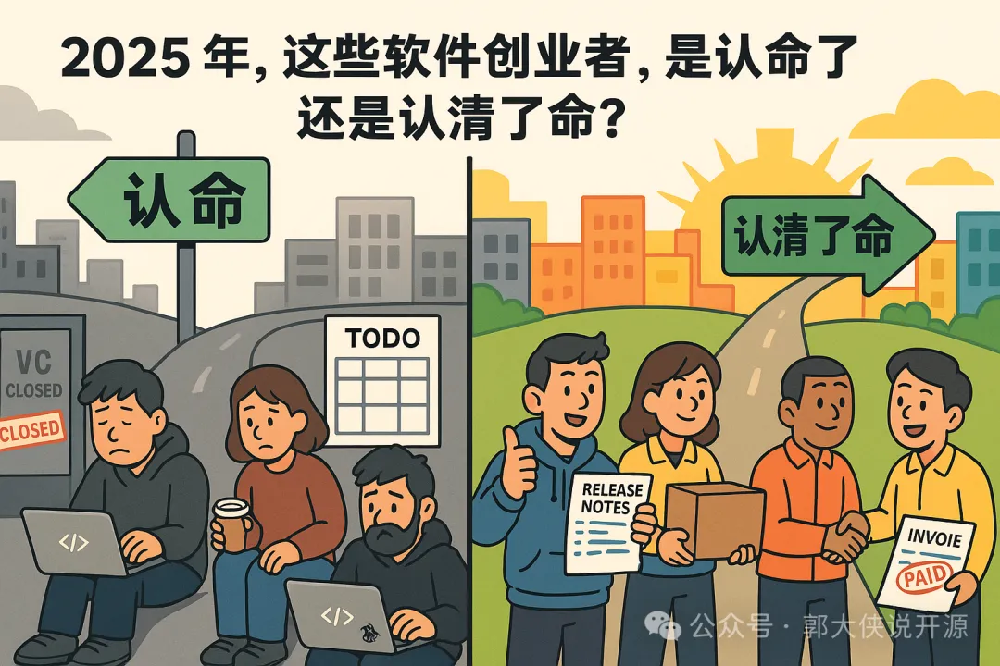 2025 年, 这些软件创业者, 是认命了
还是认清了命?
认命
认清了命
VC
CLOSED
CLOSED
TODO
</>
</>
RELEASE
NOTES
INVOIE
PAID
公众号 · 郭大侠说开源